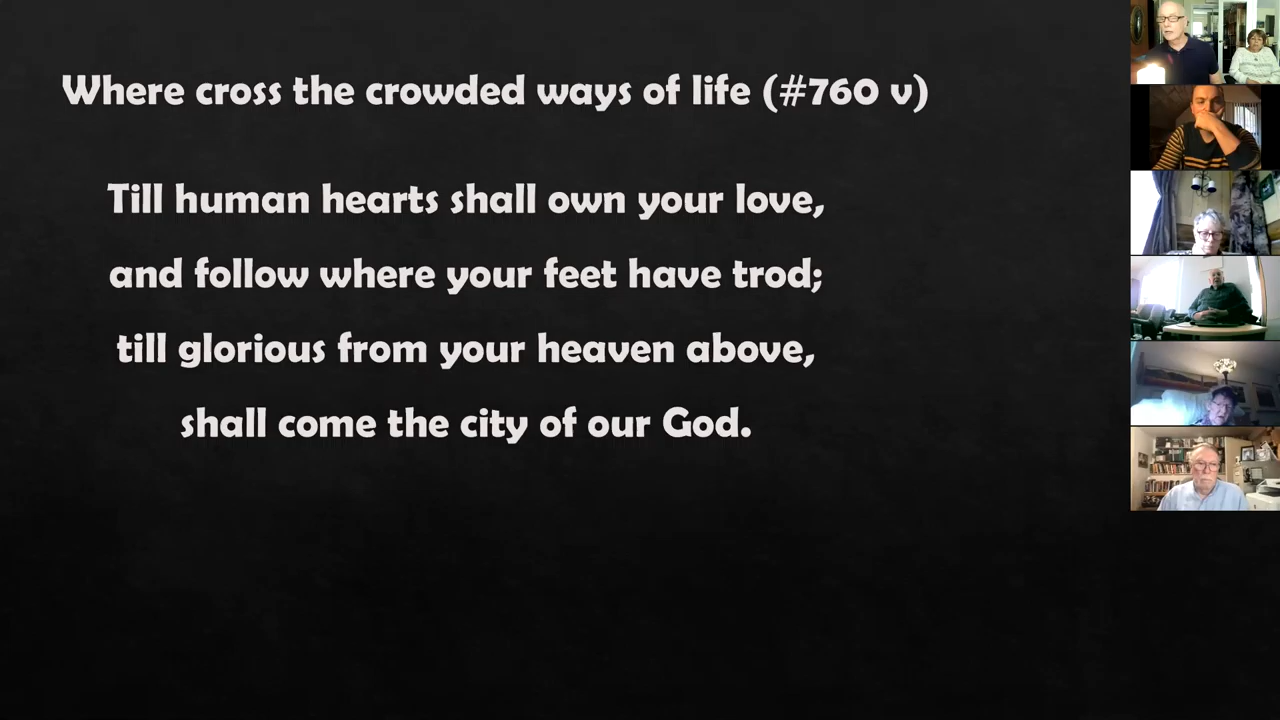 Where cross the crowded ways of life (#760 v)
Till human hearts shall own your love,
and follow where your feet have trod;
till glorious from your heaven above,
shall come the city of our God.